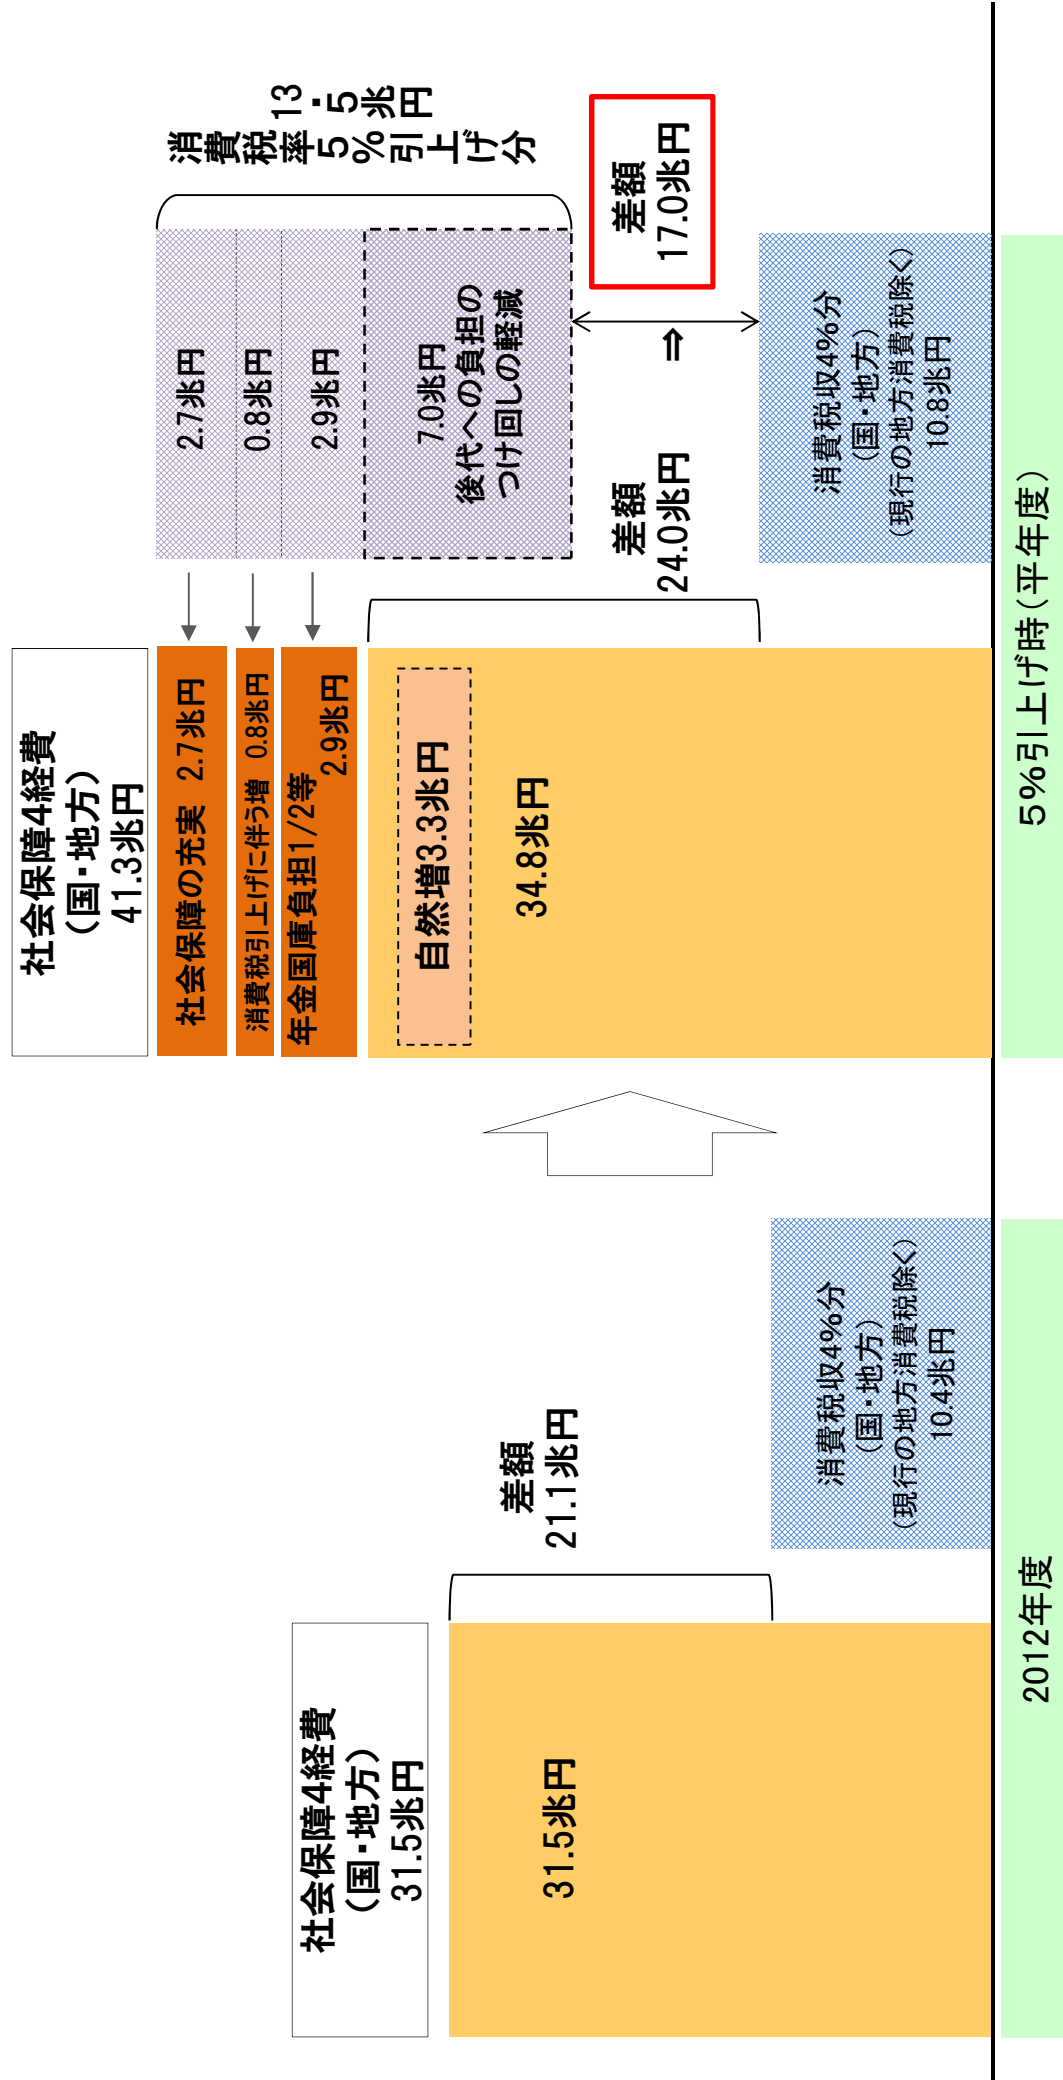 社会保障4経費
（国・地方）
31.5兆円
31.5兆円
差額
21.1兆円
消費税収4%分
（国・地方）
（現行の地方消費税除く）
10.4兆円
2012年度
社会保障4経費
（国・地方）
41.3兆円
社会保障の充実 2.7兆円
消費税引上げに伴う増 0.8兆円
年金国庫負担1/2等
2.9兆円
自然増3.3兆円
34.8兆円
2.7兆円
0.8兆円
2.9兆円
7.0兆円
後代への負担の
つけ回しの軽減
消費税率5%引上げ分
13・5兆円
差額
24.0兆円
⇒
差額
17.0兆円
消費税収4%分
（国・地方）
（現行の地方消費税除く）
10.8兆円
5%引上げ時（平年度）